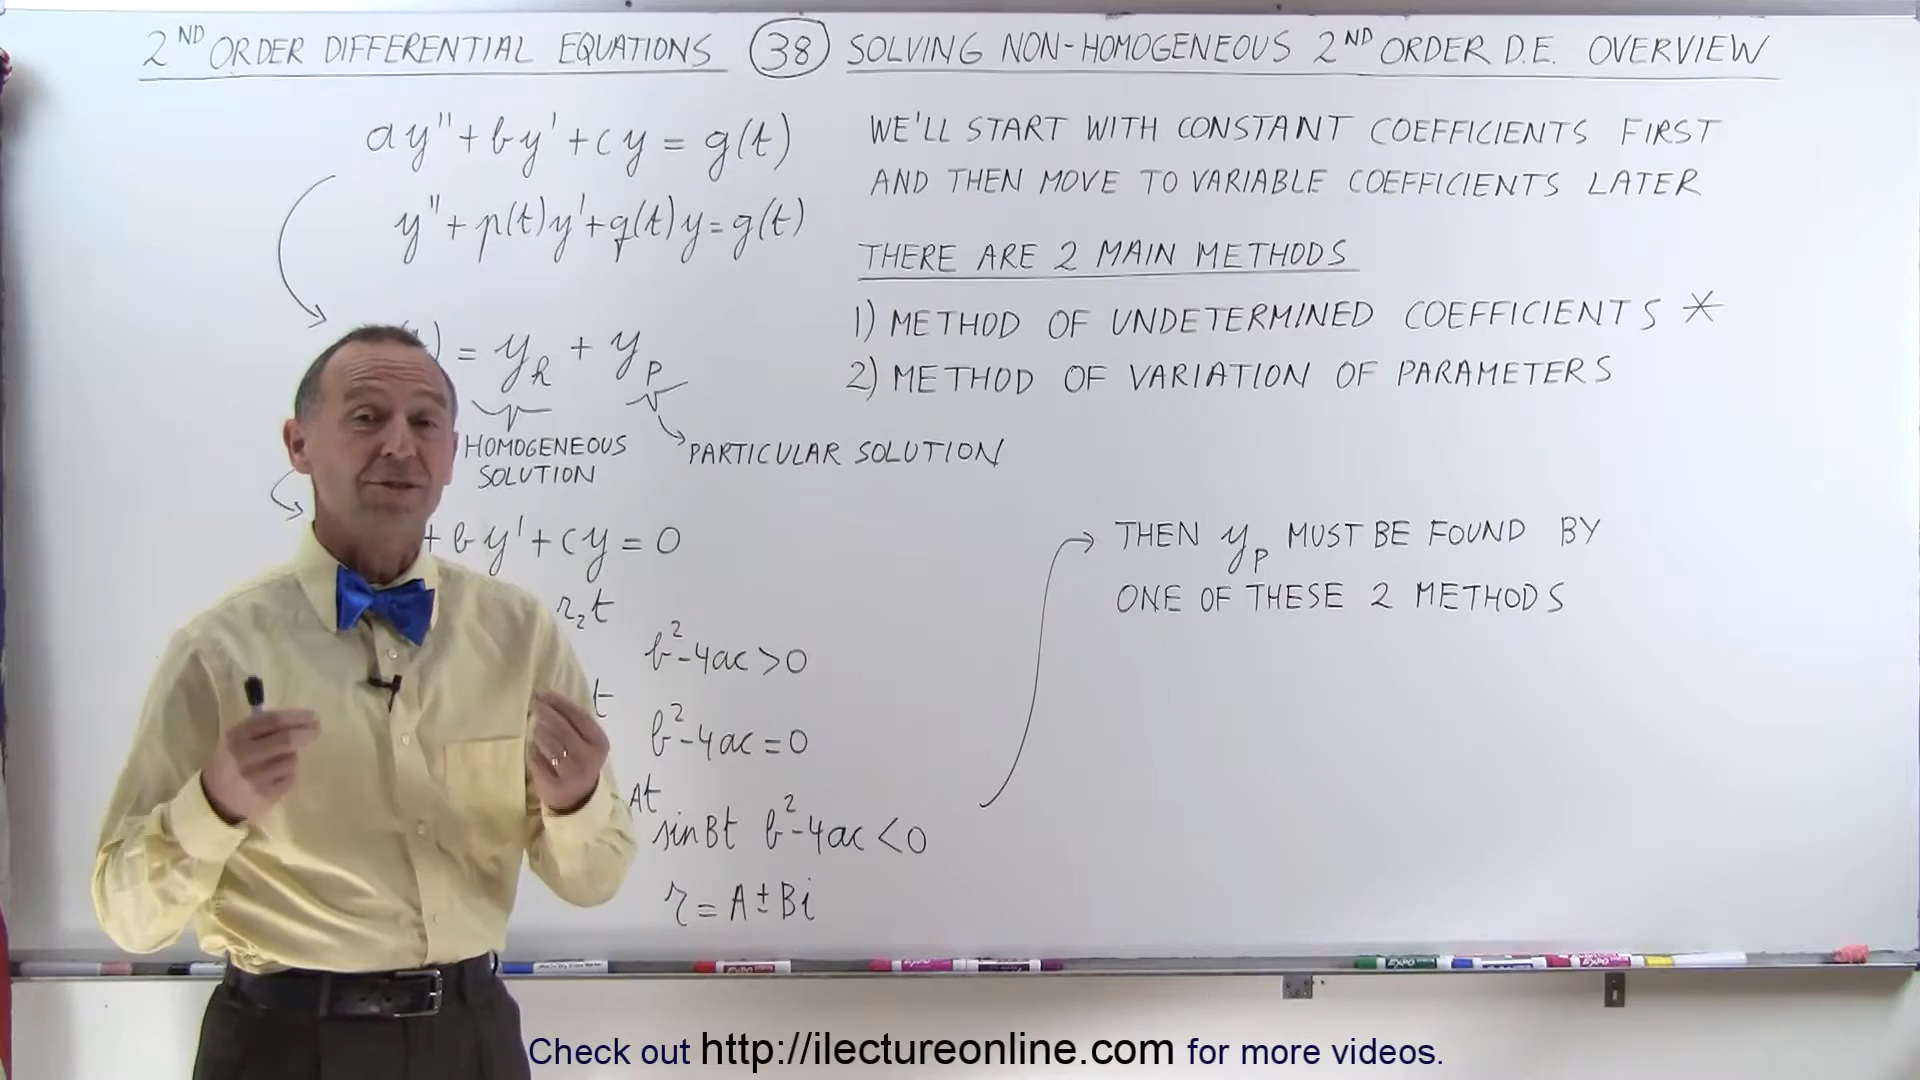 2ND ORDER DIFFERENTIAL EQUATIONS 38 SOLVING NON-HOMOGENEOUS 2ND ORDER D.E. OVERVIEW
ay" + by' + cy = g(t)
y" + p(t)y' + q(t)y = g(t)
= yh + yP
HOMOGENEOUS
SOLUTION
PARTICULAR SOLUTION
+ by' + cy = 0
r₂t
b²-4ac > 0
t
b²-4ac = 0
At
sinBt b²-4ac < 0
r = A ± Bi
WE'LL START WITH CONSTANT COEFFICIENTS FIRST
AND THEN MOVE TO VARIABLE COEFFICIENTS LATER
THERE ARE 2 MAIN METHODS
1) METHOD OF UNDETERMINED COEFFICIENTS *
2) METHOD OF VARIATION OF PARAMETERS
THEN yP MUST BE FOUND BY
ONE OF THESE 2 METHODS
Check out http://ilectureonline.com for more videos.